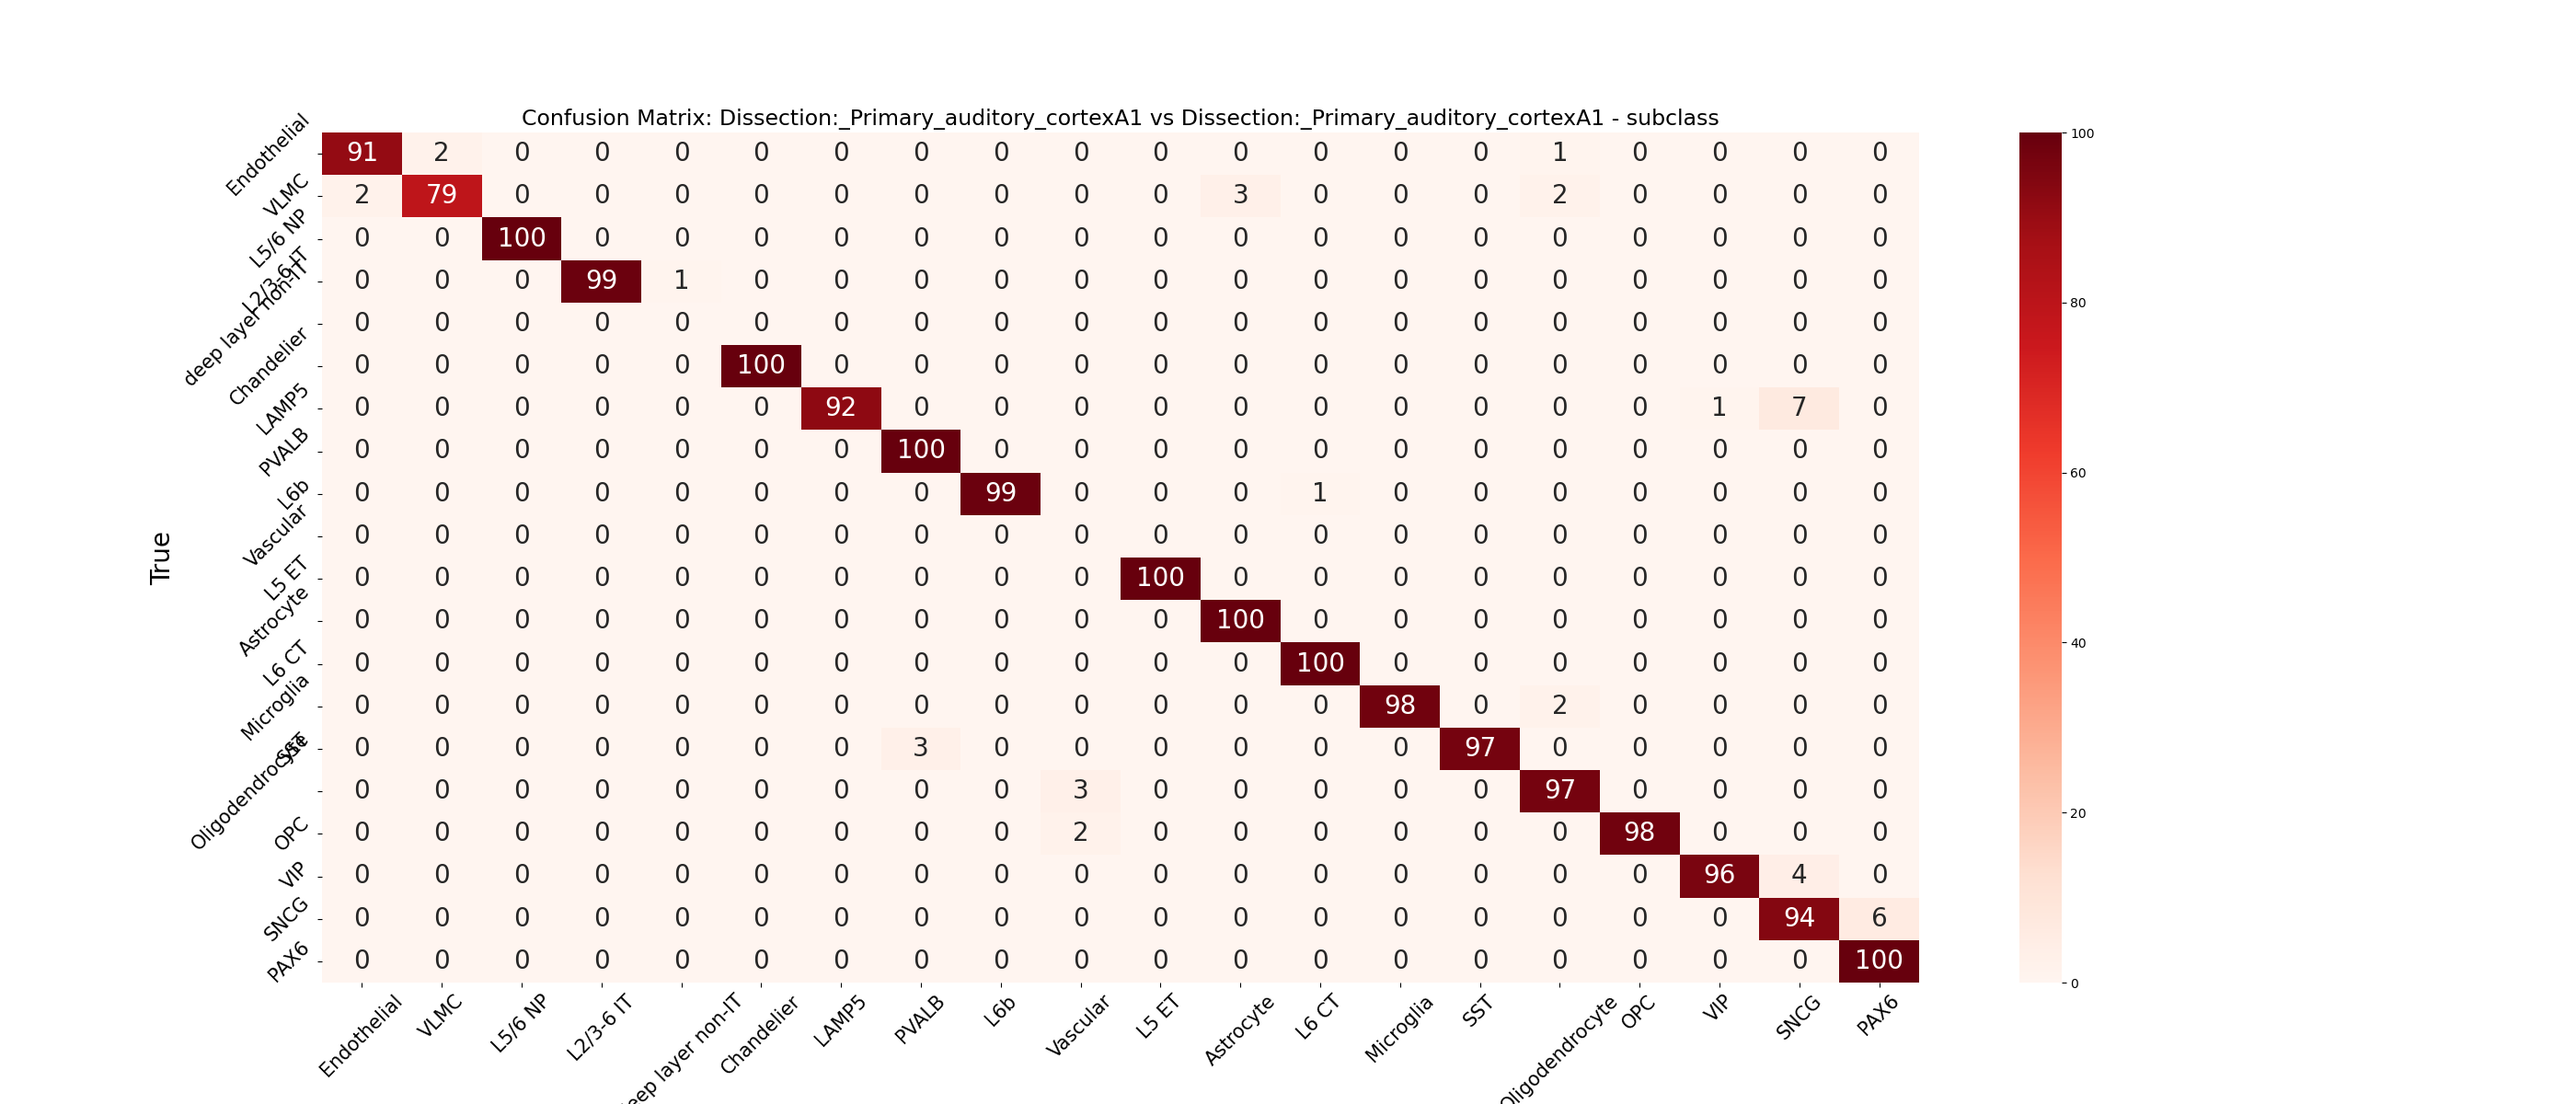 Confusion Matrix: Dissection:_Primary_auditory_cortexA1 vs Dissection:_Primary_auditory_cortexA1 - subclass
True
Endothelial 91 2 0 0 0 0 0 0 0 0 0 0 0 0 0 1 0 0 0 0
VLMC 2 79 0 0 0 0 0 0 0 0 0 3 0 0 0 2 0 0 0 0
L5/6 NP 0 0 100 0 0 0 0 0 0 0 0 0 0 0 0 0 0 0 0 0
L2/3-6 IT 0 0 0 99 1 0 0 0 0 0 0 0 0 0 0 0 0 0 0 0
deep layer non-IT 0 0 0 0 0 0 0 0 0 0 0 0 0 0 0 0 0 0 0 0
Chandelier 0 0 0 0 0 100 0 0 0 0 0 0 0 0 0 0 0 0 0 0
LAMP5 0 0 0 0 0 0 92 0 0 0 0 0 0 0 0 0 0 1 7 0
PVALB 0 0 0 0 0 0 0 100 0 0 0 0 0 0 0 0 0 0 0 0
L6b 0 0 0 0 0 0 0 0 99 0 0 0 1 0 0 0 0 0 0 0
Vascular 0 0 0 0 0 0 0 0 0 0 0 0 0 0 0 0 0 0 0 0
L5 ET 0 0 0 0 0 0 0 0 0 0 100 0 0 0 0 0 0 0 0 0
Astrocyte 0 0 0 0 0 0 0 0 0 0 0 100 0 0 0 0 0 0 0 0
L6 CT 0 0 0 0 0 0 0 0 0 0 0 0 100 0 0 0 0 0 0 0
Microglia 0 0 0 0 0 0 0 0 0 0 0 0 0 98 0 2 0 0 0 0
SST 0 0 0 0 0 0 0 3 0 0 0 0 0 0 97 0 0 0 0 0
Oligodendrocyte 0 0 0 0 0 0 0 0 0 3 0 0 0 0 0 97 0 0 0 0
OPC 0 0 0 0 0 0 0 0 0 2 0 0 0 0 0 0 98 0 0 0
VIP 0 0 0 0 0 0 0 0 0 0 0 0 0 0 0 0 0 96 4 0
SNCG 0 0 0 0 0 0 0 0 0 0 0 0 0 0 0 0 0 0 94 6
PAX6 0 0 0 0 0 0 0 0 0 0 0 0 0 0 0 0 0 0 0 100
Endothelial VLMC L5/6 NP L2/3-6 IT eep layer non-IT Chandelier LAMP5 PVALB L6b Vascular L5 ET Astrocyte L6 CT Microglia SST Oligodendrocyte OPC VIP SNCG PAX6
100
80
60
40
20
0